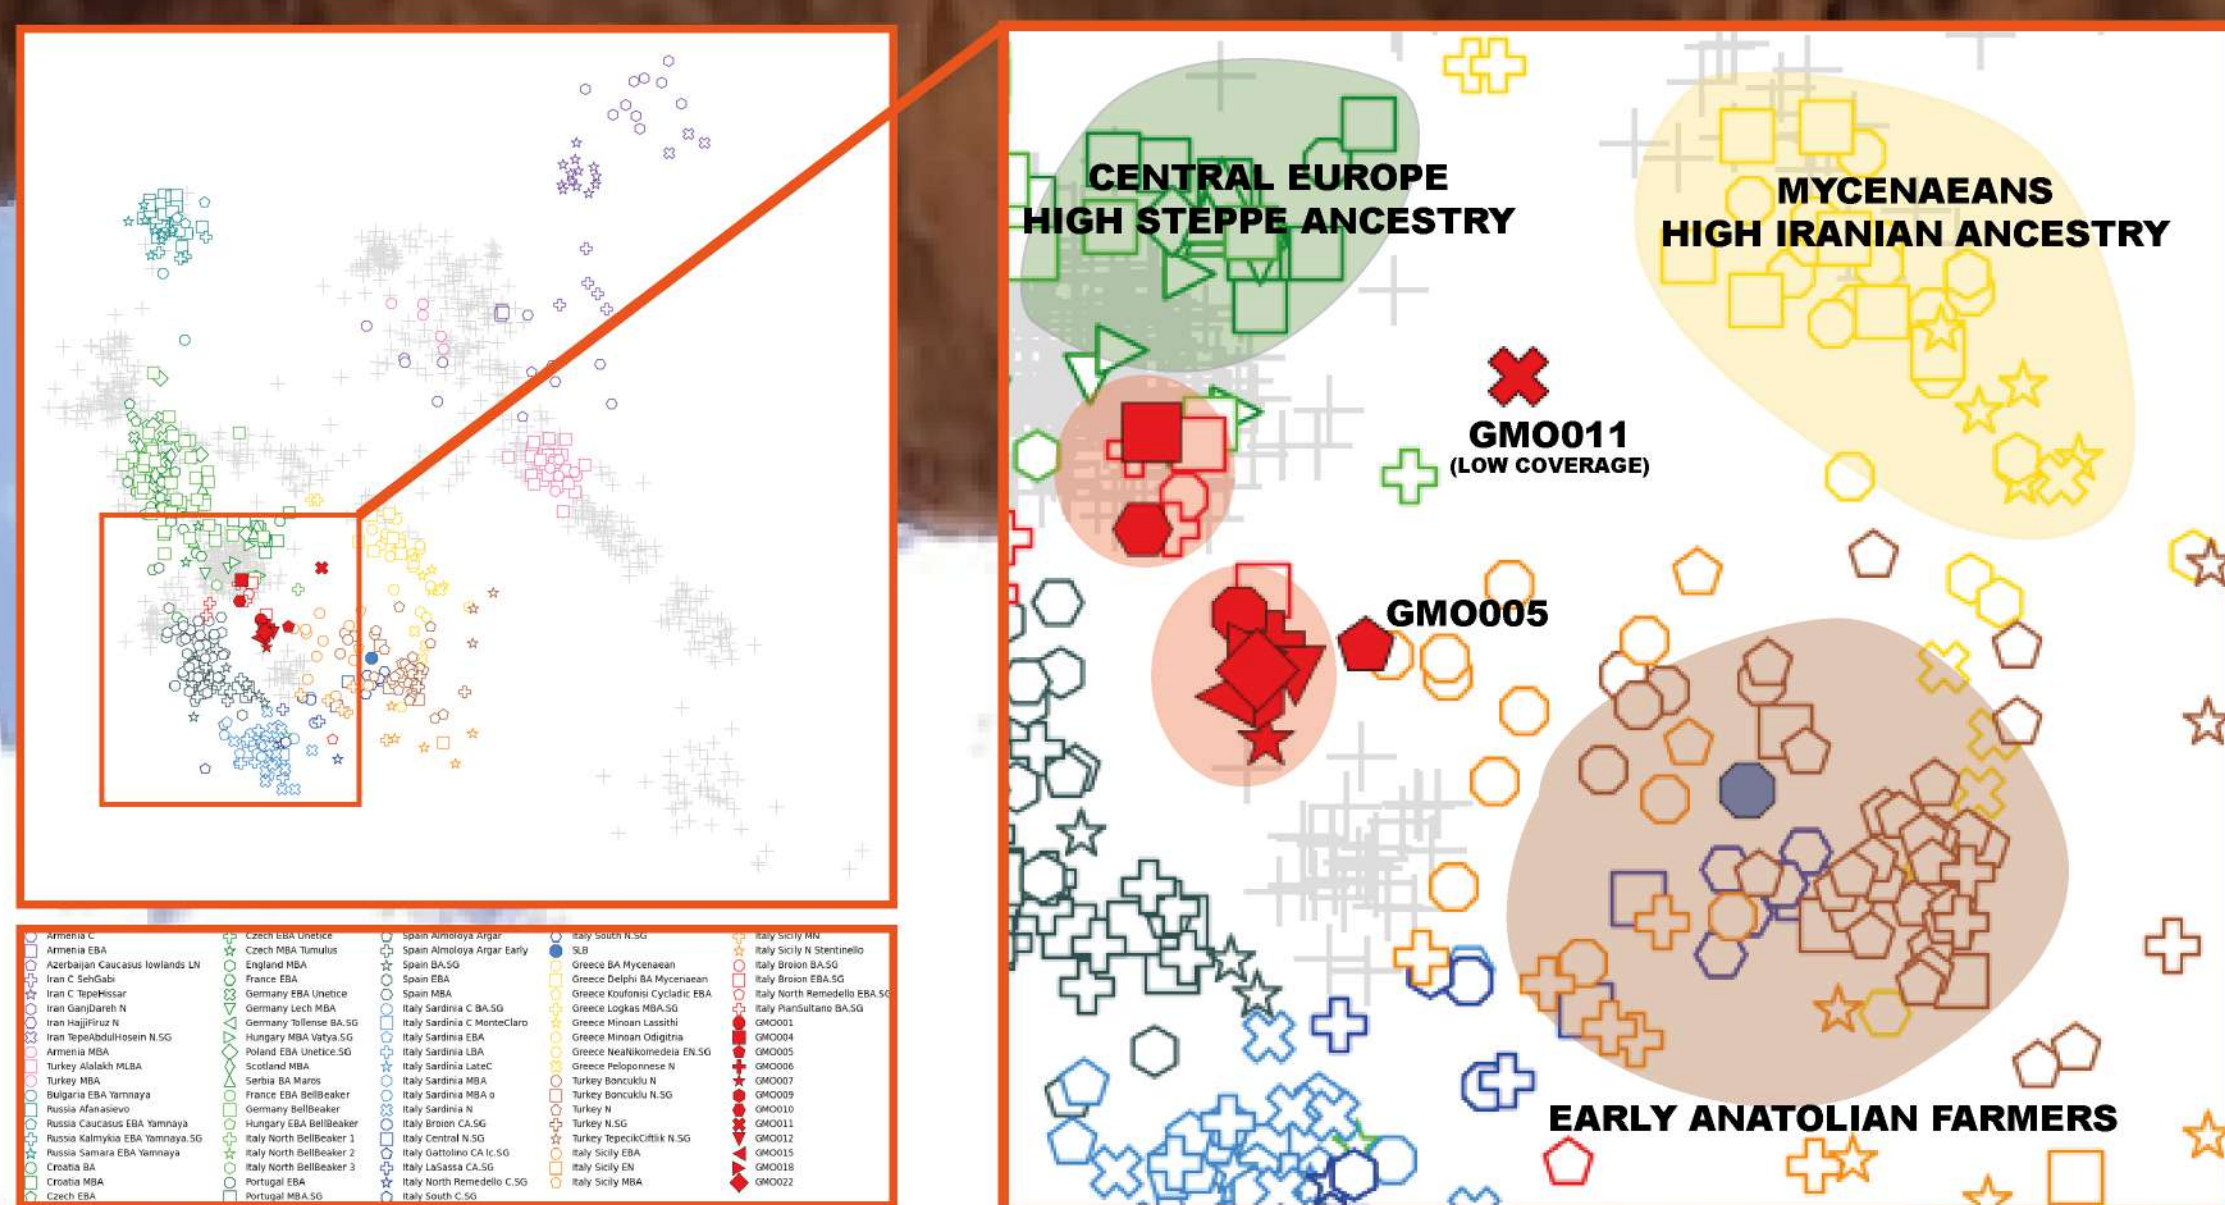 CENTRAL EUROPE
HIGH STEPPE ANCESTRY
MYCENAEANS
HIGH IRANIAN ANCESTRY
GMO011
(LOW COVERAGE)
GMO005
EARLY ANATOLIAN FARMERS
Armenia C
Armenia EBA
Azerbaijan Caucasus lowlands LN
Iran C SehGabi
Iran C TepeHissar
Iran GanjDareh N
Iran HajjiFiruz N
Iran TepeAbdulHosein N.SG
Armenia MBA
Turkey Alalakh MLBA
Turkey MBA
Bulgaria EBA Yamnaya
Russia Afanasievo
Russia Caucasus EBA Yamnaya
Russia Kalmykia EBA Yamnaya.SG
Russia Samara EBA Yamnaya
Croatia BA
Croatia MBA
Czech EBA
Czech EBA Unetice
Czech MBA Tumulus
England MBA
France EBA
Germany EBA Unetice
Germany Lech MBA
Germany Tollense BA.SG
Hungary MBA Vatya.SG
Poland EBA Unetice.SG
Scotland MBA
Serbia BA Maros
France EBA BellBeaker
Germany BellBeaker
Hungary EBA BellBeaker
Italy North BellBeaker 1
Italy North BellBeaker 2
Italy North BellBeaker 3
Portugal EBA
Portugal MBA.SG
Spain Almoloya Argar
Spain Almoloya Argar Early
Spain BA.SG
Spain EBA
Spain MBA
Italy Sardinia C BA.SG
Italy Sardinia C MonteClaro
Italy Sardinia EBA
Italy Sardinia LBA
Italy Sardinia LateC
Italy Sardinia MBA
Italy Sardinia MBA o
Italy Sardinia N
Italy Broion CA.SG
Italy Central N.SG
Italy Gattolino CA lc.SG
Italy LaSassa CA.SG
Italy North Remedello C.SG
Italy South C.SG
Italy South N.SG
SLB
Greece BA Mycenaean
Greece Delphi BA Mycenaean
Greece Koufonisi Cycladic EBA
Greece Logkas MBA.SG
Greece Minoan Lassithi
Greece Minoan Odigitria
Greece NeaNikomedeia EN.SG
Greece Peloponnese N
Turkey Boncuklu N
Turkey Boncuklu N.SG
Turkey N
Turkey N.SG
Turkey TepecikCiftlik N.SG
Italy Sicily EBA
Italy Sicily EN
Italy Sicily MBA
Italy Sicily MN
Italy Sicily N Stentinello
Italy Broion BA.SG
Italy Broion EBA.SG
Italy North Remedello EBA.SG
Italy PianSultano BA.SG
GMO001
GMO004
GMO005
GMO006
GMO007
GMO009
GMO010
GMO011
GMO012
GMO015
GMO018
GMO022